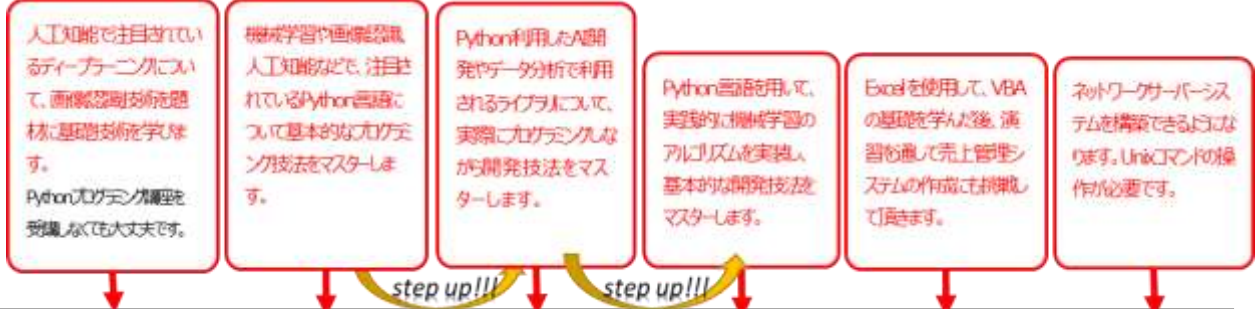 人工知能で注目されてい
るディープラーニングについ
て、画像認識技術を題
材に基礎技術を学びま
す。
Pythonプログラミング講座を
受講しなくても大丈夫です。
機械学習や画像認識、
人工知能などで、注目さ
れているPython言語に
ついて基本的なプログラミ
ング技法をマスターしま
す。
Python利用したAI開
発やデータ分析で利用
されるライブラリについて、
実際にプログラミングしな
がら開発技法をマス
ターします。
Python言語を用いて、
実践的に機械学習の
アルゴリズムを実装し、
基本的な開発技法を
マスターします。
Excelを使用して、VBA
の基礎を学んだ後、演
習を通して売上管理シ
ステムの作成にも挑戦し
て頂きます。
ネットワークサーバーシス
テムを構築できるようにな
ります。Unixコマンドの操
作が必要です。
step up!!!
step up!!!